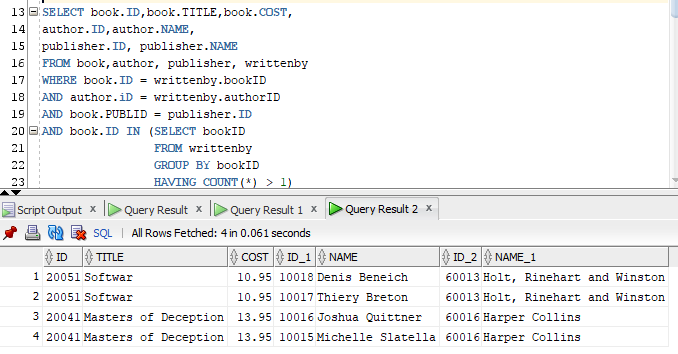 13 SELECT book.ID,book.TITLE,book.COST,
14 author.ID,author.NAME,
15 publisher.ID, publisher.NAME
16 FROM book,author, publisher, writtenby
17 WHERE book.ID = writtenby.bookID
18 AND author.iD = writtenby.authorID
19 AND book.PUBLID = publisher.ID
20 AND book.ID IN (SELECT bookID
21 FROM writtenby
22 GROUP BY bookID
23 HAVING COUNT(*) > 1)
Script Output x Query Result x Query Result 1 x Query Result 2 x
SQL | All Rows Fetched: 4 in 0.061 seconds
ID TITLE COST ID_1 NAME ID_2 NAME_1
1 20051 Softwar 10.95 10018 Denis Beneich 60013 Holt, Rinehart and Winston
2 20051 Softwar 10.95 10017 Thiery Breton 60013 Holt, Rinehart and Winston
3 20041 Masters of Deception 13.95 10016 Joshua Quittner 60016 Harper Collins
4 20041 Masters of Deception 13.95 10015 Michelle Slatella 60016 Harper Collins